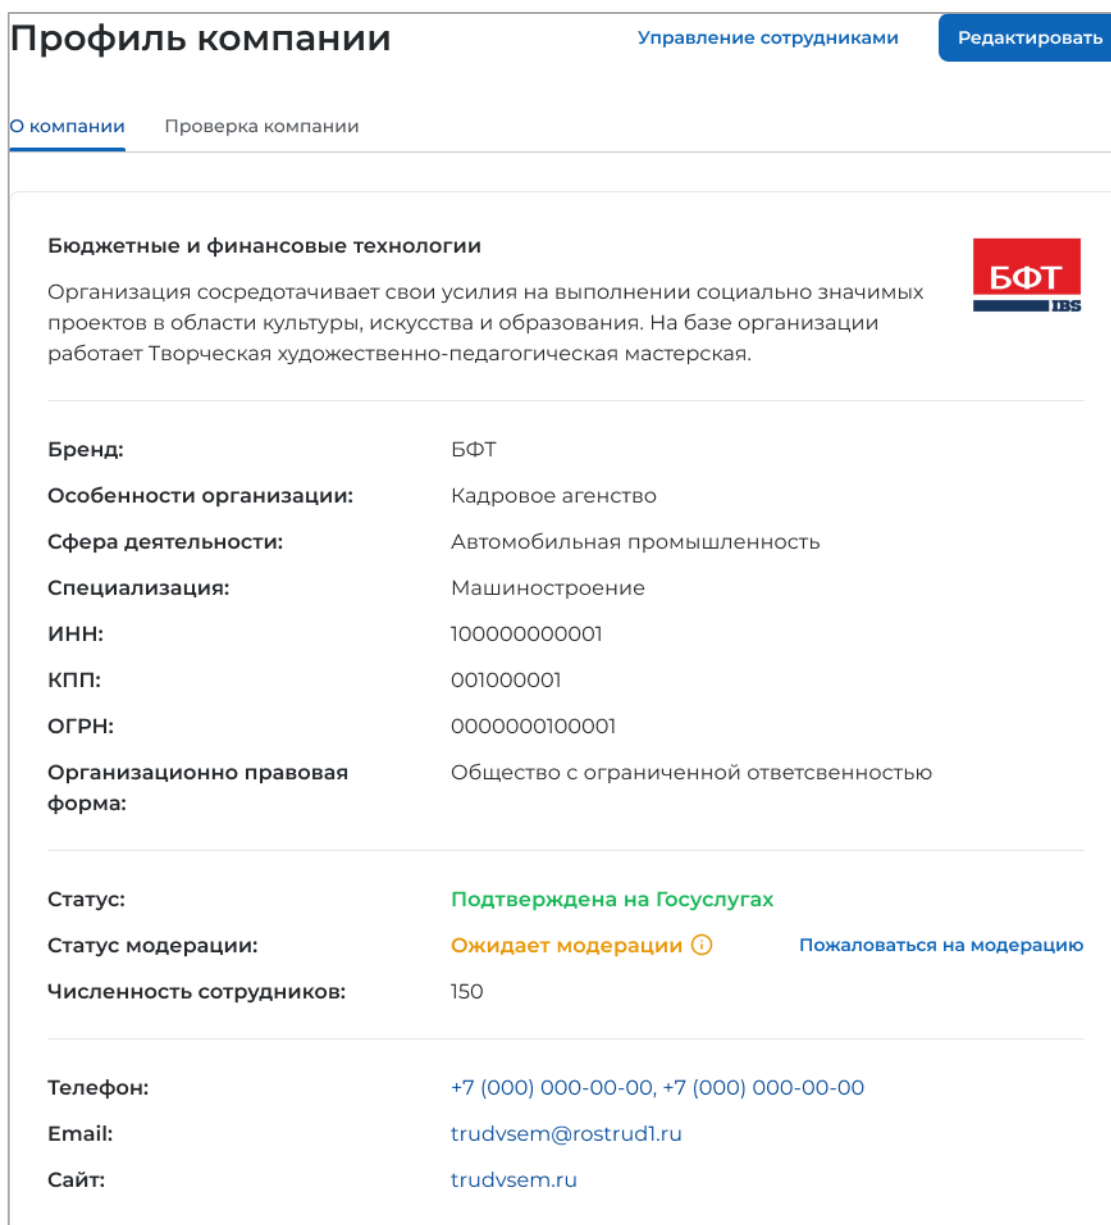 Профиль компании
Управление сотрудниками
Редактировать
О компании
Проверка компании
Бюджетные и финансовые технологии
БФТ
IBS
Организация сосредотачивает свои усилия на выполнении социально значимых
проектов в области культуры, искусства и образования. На базе организации
работает Творческая художественно-педагогическая мастерская.
Бренд: БФТ
Особенности организации: Кадровое агенство
Сфера деятельности: Автомобильная промышленность
Специализация: Машиностроение
ИНН: 100000000001
КПП: 001000001
ОГРН: 0000000100001
Организационно правовая Общество с ограниченной ответсвенностью
форма:
Статус: Подтверждена на Госуслугах
Статус модерации: Ожидает модерации Пожаловаться на модерацию
Численность сотрудников: 150
Телефон: +7 (000) 000-00-00, +7 (000) 000-00-00
Email: trudvsem@rostrud1.ru
Сайт: trudvsem.ru